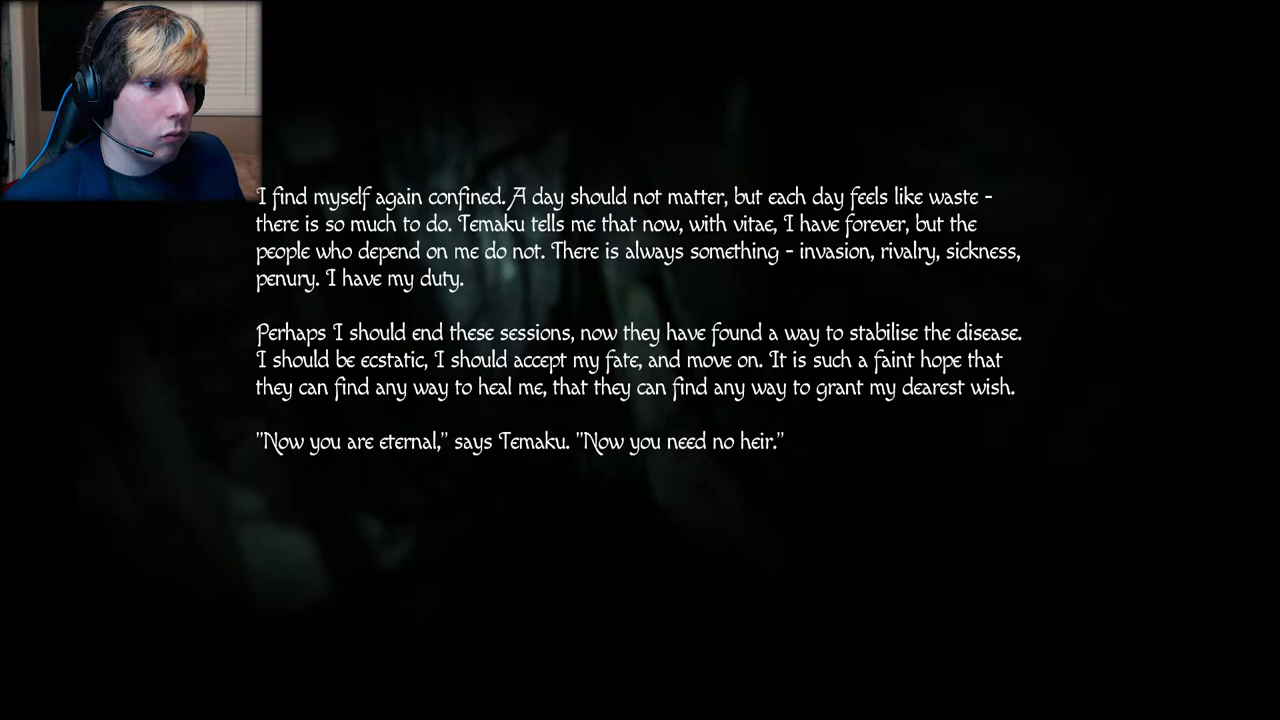 I find myself again confined. A day should not matter, but each day feels like waste -
there is so much to do. Temaku tells me that now, with vitae, I have forever, but the
people who depend on me do not. There is always something - invasion, rivalry, sickness,
penury. I have my duty.
Perhaps I should end these sessions, now they have found a way to stabilise the disease.
I should be ecstatic, I should accept my fate, and move on. It is such a faint hope that
they can find any way to heal me, that they can find any way to grant my dearest wish.
"Now you are eternal," says Temaku. "Now you need no heir."